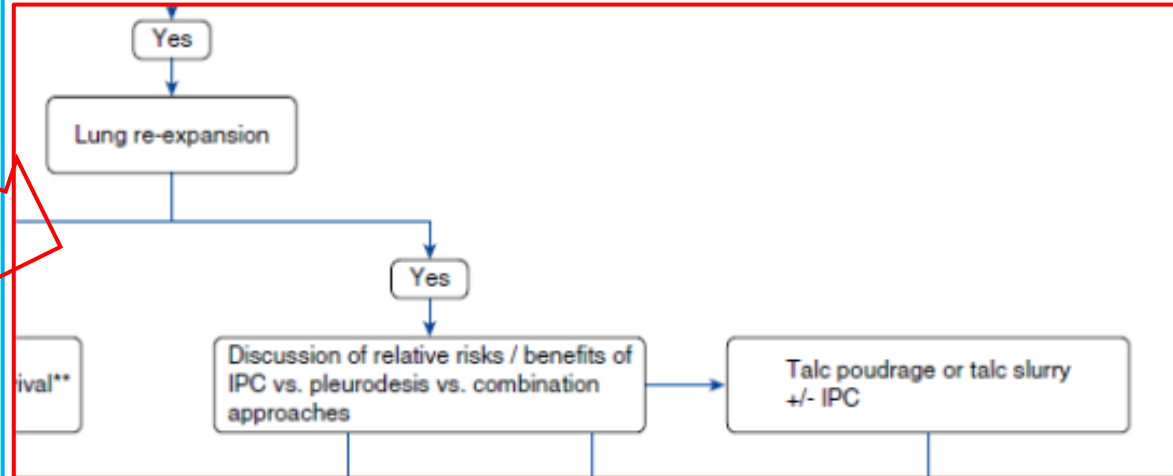 Yes
Lung re-expansion
Yes
ival**
Discussion of relative risks / benefits of
IPC vs. pleurodesis vs. combination
approaches
Talc poudrage or talc slurry
+/- IPC